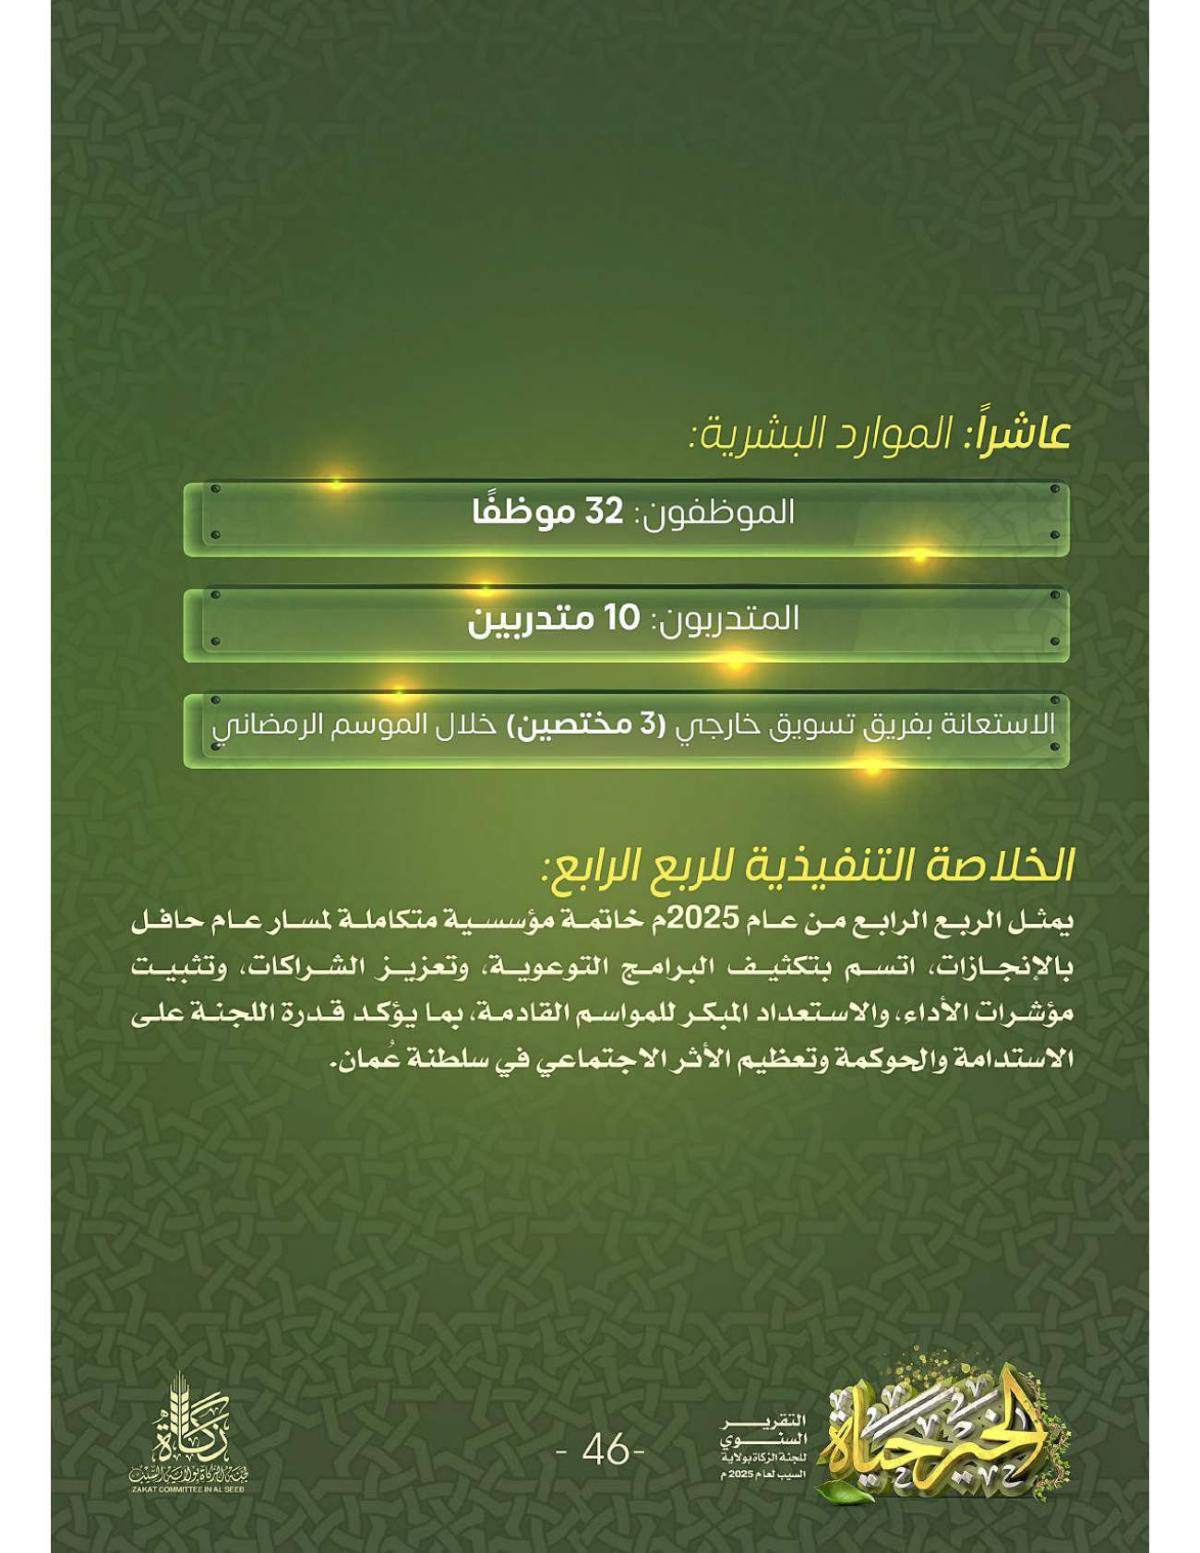 عاشراً: الموارد البشرية:
الموظفون: 32 موظفًا
المتدربون: 10 متدربين
الاستعانة بفريق تسويق خارجي (3 مختصين) خلال الموسم الرمضاني
الخلاصة التنفيذية للربع الرابع:
يمثل الربع الرابع من عام 2025م خاتمة مؤسسية متكاملة لمسار عام حافل
بالإنجازات، اتسم بتكثيف البرامج التوعوية، وتعزيز الشراكات، وتثبيت
مؤشرات الأداء، والاستعداد المبكر للمواسم القادمة، بما يؤكد قدرة اللجنة على
الاستدامة والحوكمة وتعظيم الأثر الاجتماعي في سلطنة عُمان.
الخير حياة
التقرير
السنوي
للجنة الزكاة بولاية
السيب لعام 2025 م
- 46-
زكاة
لجنة الزكاة بولاية السيب
ZAKAT COMMITTEE IN AL SEEB